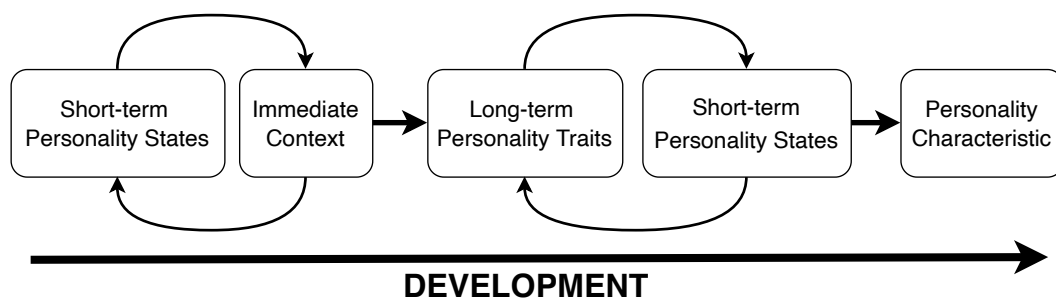 Short-term
Personality States
Immediate
Context
Long-term
Personality Traits
Short-term
Personality States
Personality
Characteristic
DEVELOPMENT